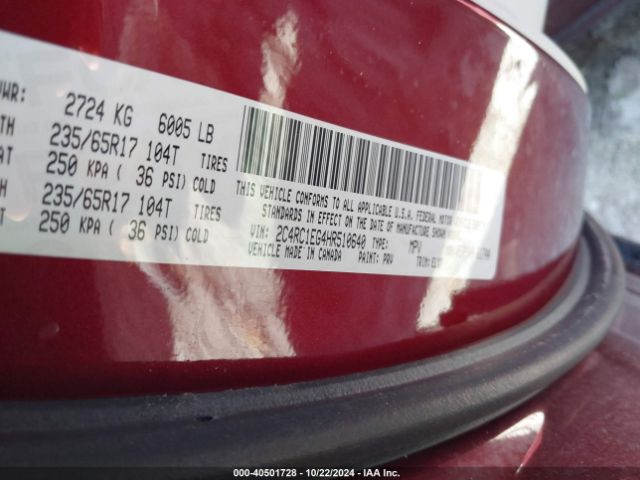 WR: 2724 KG 6005 LB
TH 235/65R17 104T TIRES
AT 250 KPA ( 36 PSI) COLD
H 235/65R17 104T TIRES
AT 250 KPA ( 36 PSI) COLD
THIS VEHICLE CONFORMS TO ALL APPLICABLE U.S.A. FEDERAL MOTOR
STANDARDS IN EFFECT ON THE DATE OF MANUFACTURE SHOWN
VIN: 2C4RC1EG4HR510640 TYPE: MPV
VEHICLE MADE IN CANADA PAINT: PRV TRIM:
000-40501728 - 10/22/2024 - IAA Inc.